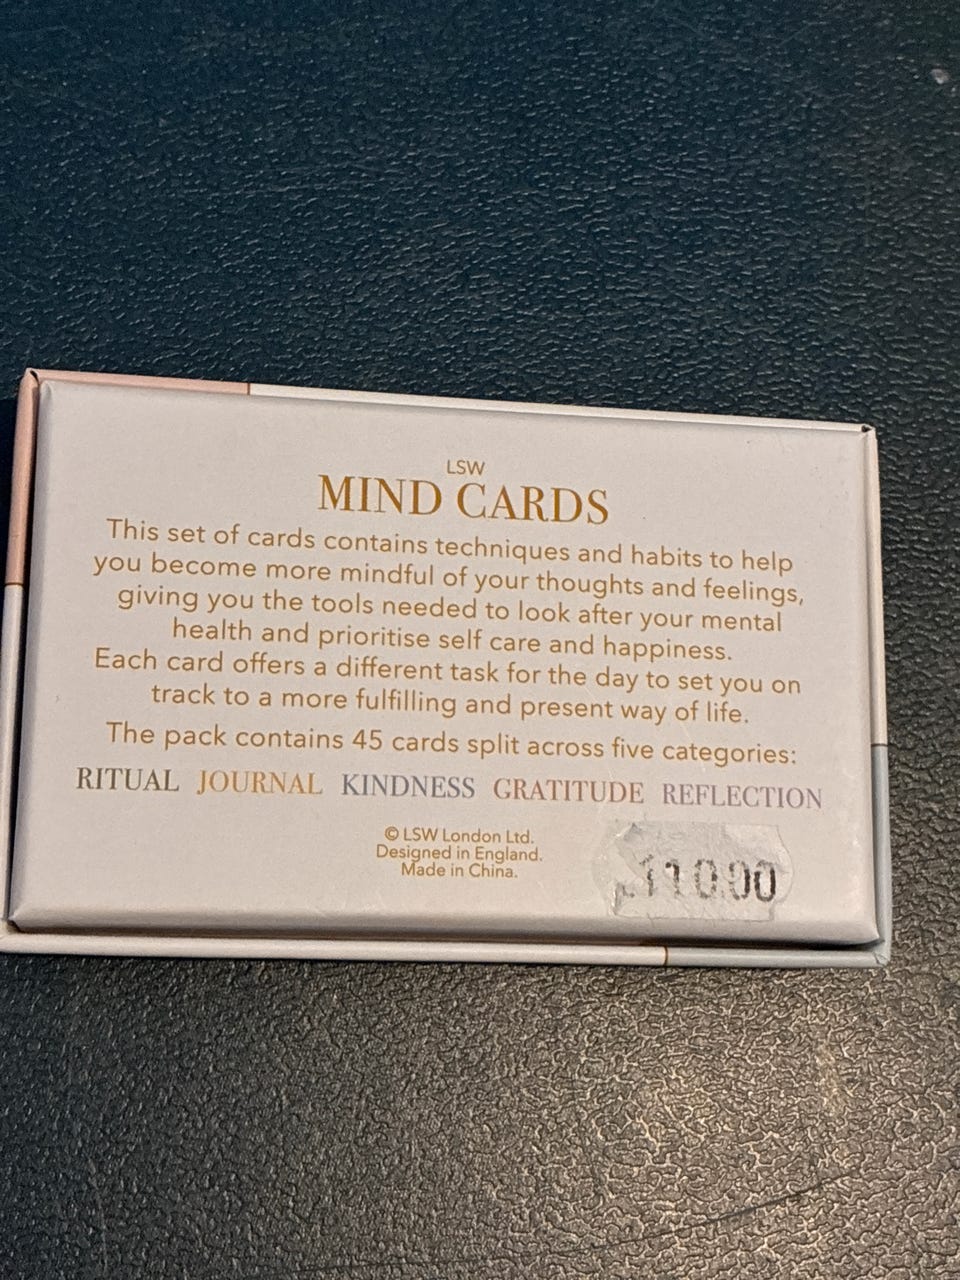 LSW
MIND CARDS
This set of cards contains techniques and habits to help
you become more mindful of your thoughts and feelings,
giving you the tools needed to look after your mental
health and prioritise self care and happiness.
Each card offers a different task for the day to set you on
track to a more fulfilling and present way of life.
The pack contains 45 cards split across five categories:
RITUAL JOURNAL KINDNESS GRATITUDE REFLECTION
© LSW London Ltd.
Designed in England.
Made in China.
110.00